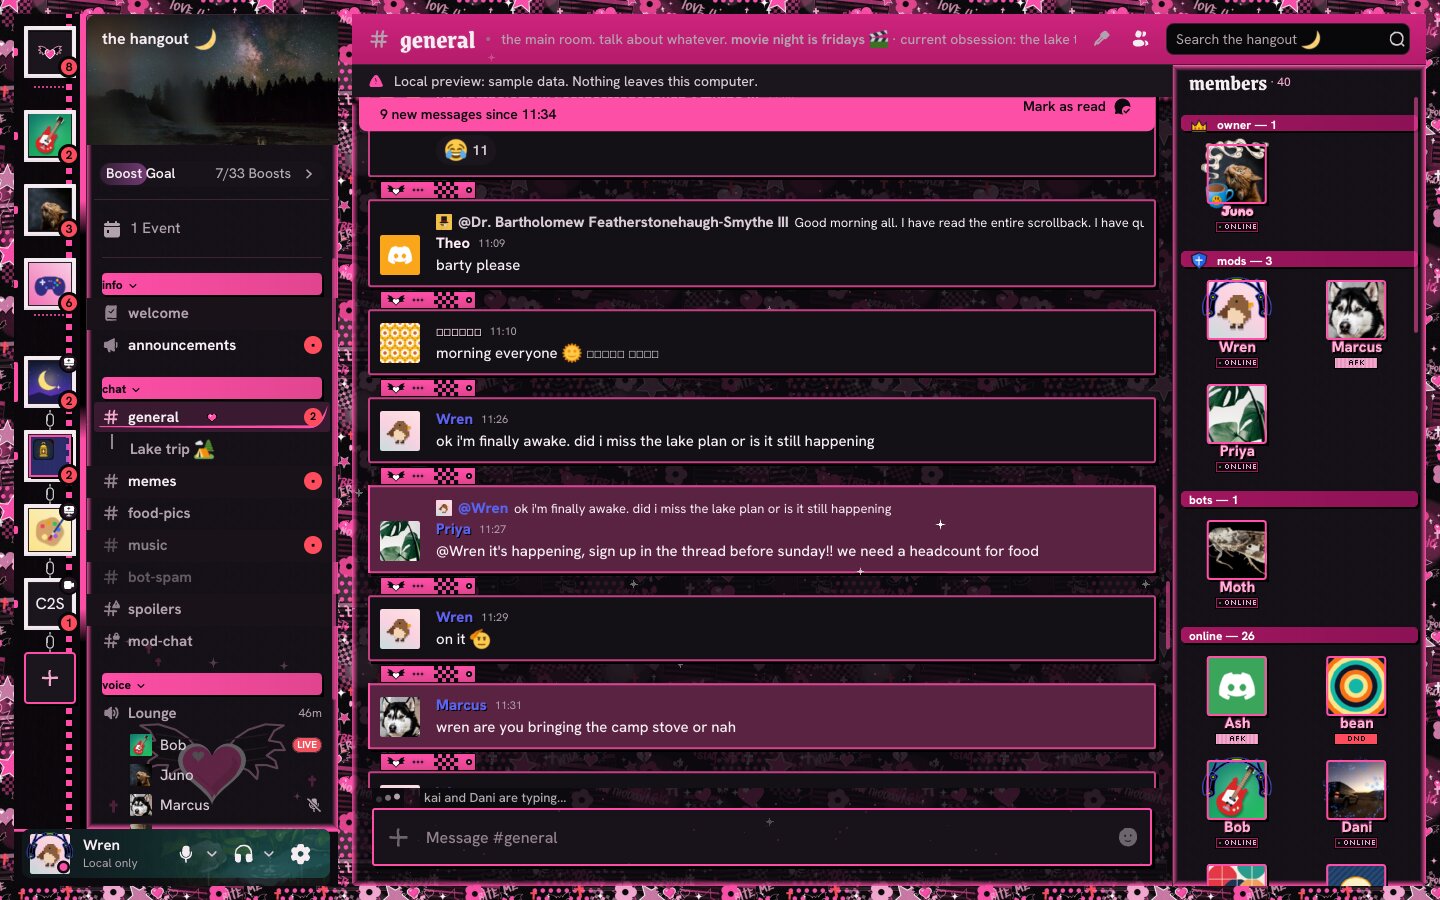 the hangout 🌙
8
2
3
6
2
2
C2S
1
Boost Goal
7/33 Boosts
1 Event
info
welcome
announcements
chat
general
2
Lake trip 🏕️
memes
food-pics
music
bot-spam
spoilers
mod-chat
voice
Lounge
46m
Bob
LIVE
Juno
Marcus
Wren
Local only
# general
the main room. talk about whatever. movie night is fridays 🎬 · current obsession: the lake
Search the hangout 🌙
Local preview: sample data. Nothing leaves this computer.
9 new messages since 11:34
Mark as read
😂 11
@Dr. Bartholomew Featherstonehaugh-Smythe III Good morning all. I have read the entire scrollback. I have qu
Theo 11:09
barty please
11:10
morning everyone 🌞
Wren 11:26
ok i'm finally awake. did i miss the lake plan or is it still happening
@Wren ok i'm finally awake. did i miss the lake plan or is it still happening
Priya 11:27
@Wren it's happening, sign up in the thread before sunday!! we need a headcount for food
Wren 11:29
on it 🫡
Marcus 11:31
wren are you bringing the camp stove or nah
kai and Dani are typing...
Message #general
members · 40
owner — 1
Juno
ONLINE
mods — 3
Wren
ONLINE
Marcus
AFK
Priya
ONLINE
bots — 1
Moth
ONLINE
online — 26
Ash
AFK
bean
DND
Bob
ONLINE
Dani
ONLINE